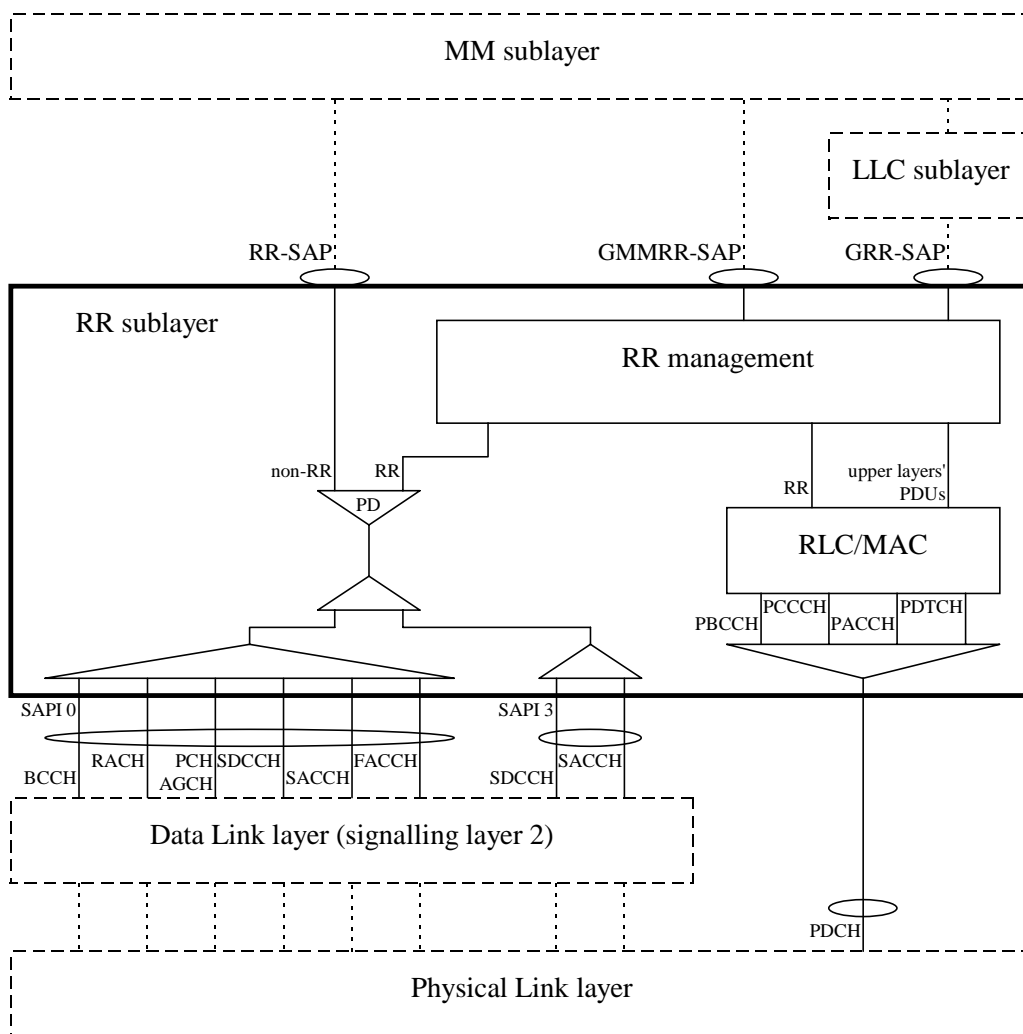 MM sublayer
LLC sublayer
RR-SAP
GMMRR-SAP
GRR-SAP
RR sublayer
RR management
non-RR
RR
RR
upper layers'
PDUs
PD
RLC/MAC
PBCCH
PCCCH
PACCH
PDTCH
SAPI 0
SAPI 3
BCCH
RACH
PCH
AGCH
SDCCH
SACCH
FACCH
SDCCH
SACCH
Data Link layer (signalling layer 2)
PDCH
Physical Link layer